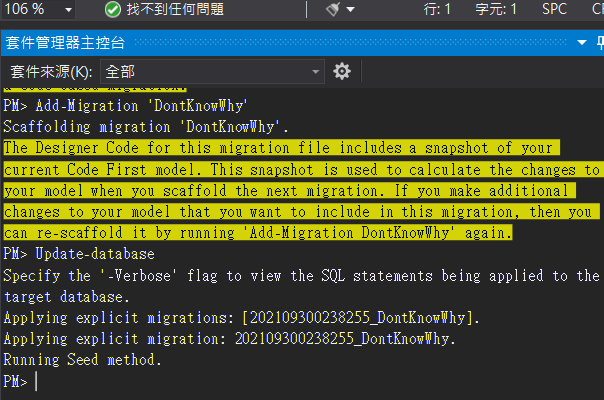 106 %
找不到任何問題
行: 1
字元: 1
SPC
套件管理器主控台
套件來源(K):
全部
a code-based migration.
PM> Add-Migration 'DontKnowWhy'
Scaffolding migration 'DontKnowWhy'.
The Designer Code for this migration file includes a snapshot of your
current Code First model. This snapshot is used to calculate the changes to
your model when you scaffold the next migration. If you make additional
changes to your model that you want to include in this migration, then you
can re-scaffold it by running 'Add-Migration DontKnowWhy' again.
PM> Update-database
Specify the '-Verbose' flag to view the SQL statements being applied to the
target database.
Applying explicit migrations: [202109300238255_DontKnowWhy].
Applying explicit migration: 202109300238255_DontKnowWhy.
Running Seed method.
PM>